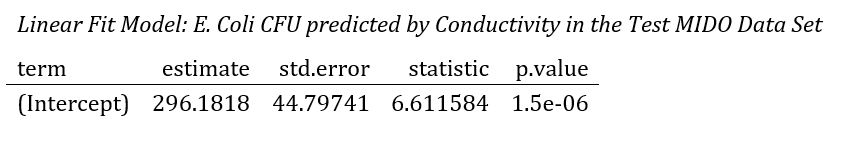 Linear Fit Model: E. Coli CFU predicted by Conductivity in the Test MIDO Data Set
term estimate std.error statistic p.value
(Intercept) 296.1818 44.79741 6.611584 1.5e-06